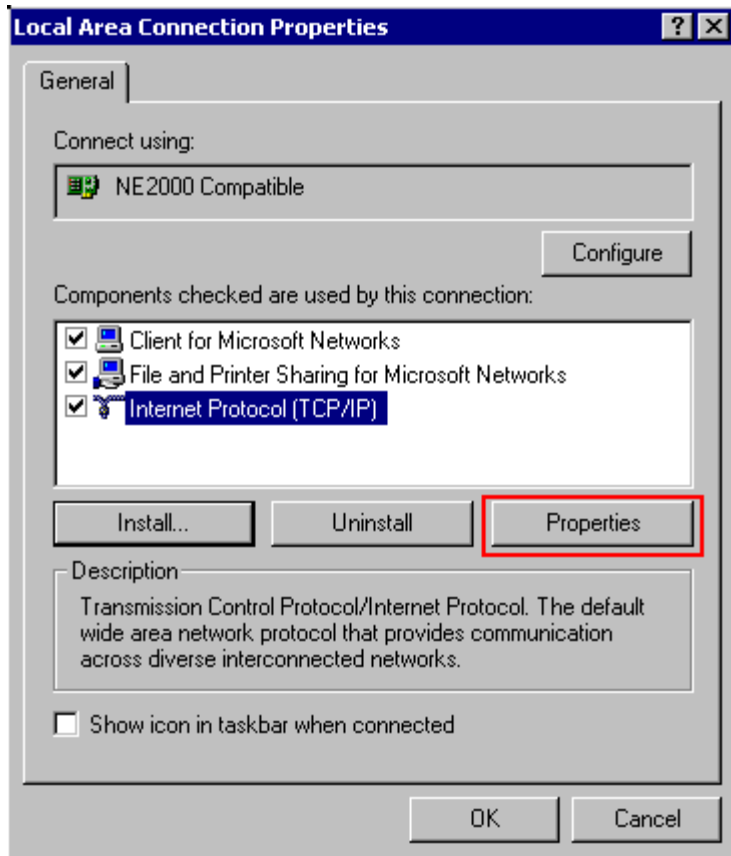 Local Area Connection Properties
General
Connect using:
NE2000 Compatible
Configure
Components checked are used by this connection:
Client for Microsoft Networks
File and Printer Sharing for Microsoft Networks
Internet Protocol (TCP/IP)
Install... Uninstall Properties
Description
Transmission Control Protocol/Internet Protocol. The default
wide area network protocol that provides communication
across diverse interconnected networks.
Show icon in taskbar when connected
OK Cancel